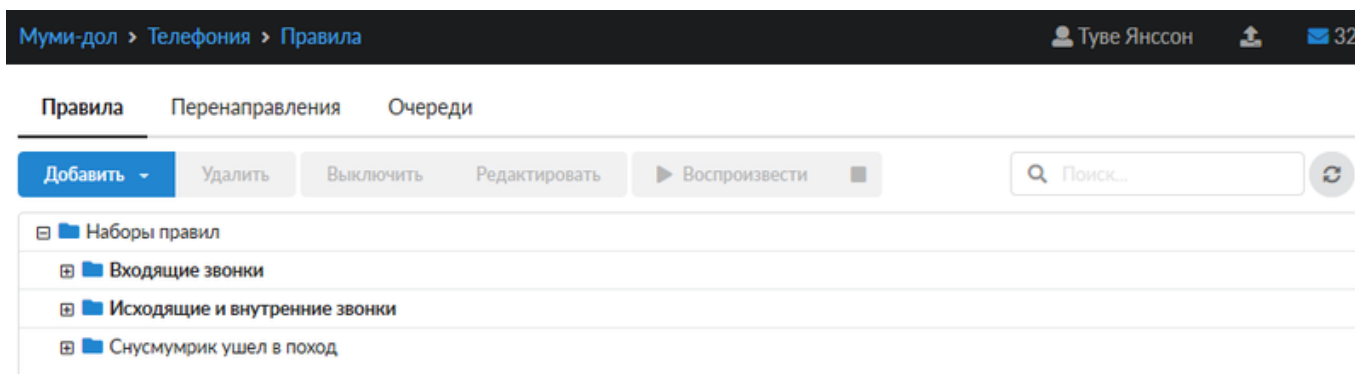 Муми-дол > Телефония > Правила Туве Янссон 32
Правила Перенаправления Очереди
Добавить Удалить Выключить Редактировать Воспроизвести Поиск...
Наборы правил
Входящие звонки
Исходящие и внутренние звонки
Снусмумрик ушел в поход